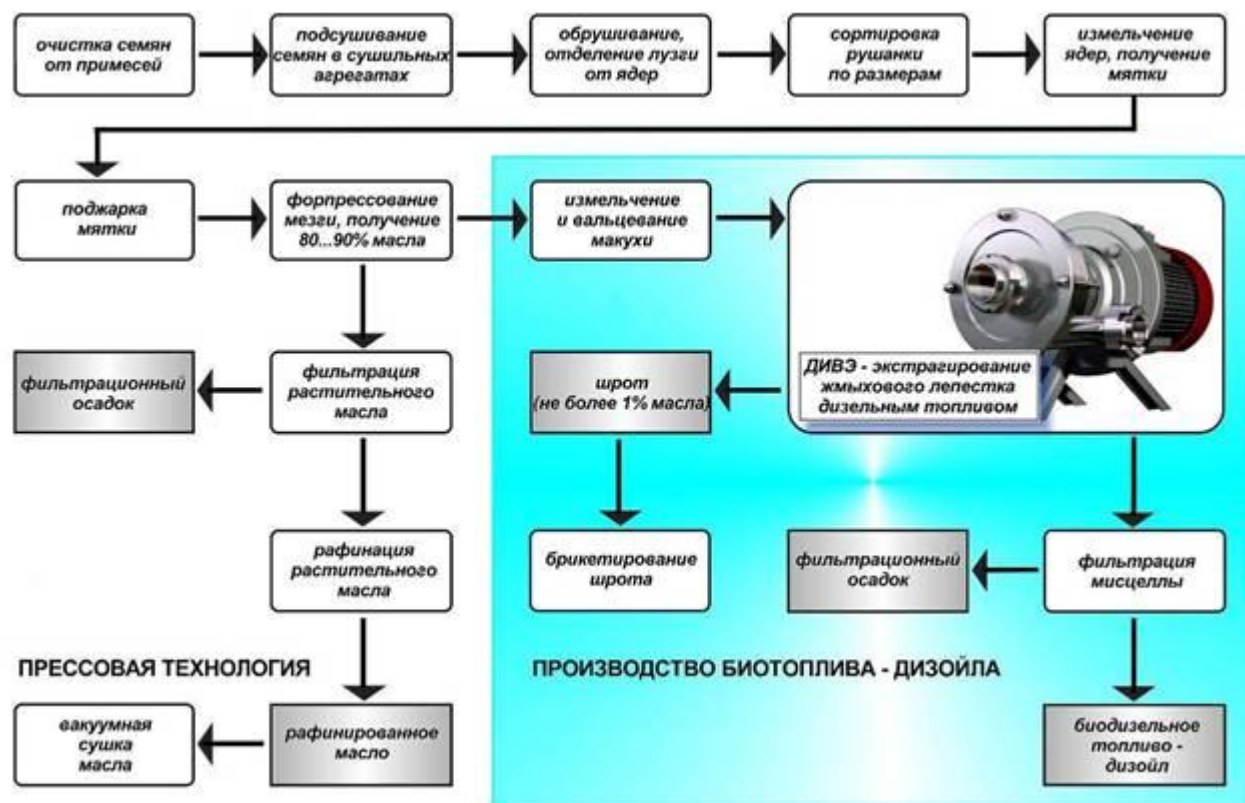 очистка семян
от примесей
подсушивание
семян в сушильных
агрегатах
обрушивание,
отделение лузги
от ядер
сортировка
рушанки
по размерам
измельчение
ядер, получение
мятки
поджарка
мятки
форпрессование
мезги, получение
80...90% масла
измельчение
и вальцевание
макухи
ДИВЭ - экстрагирование
жмыхового лепестка
дизельным топливом
фильтрационный
осадок
фильтрация
растительного
масла
шрот
(не более 1% масла)
рафинация
растительного
масла
брикетирование
шрота
фильтрационный
осадок
фильтрация
мисцеллы
ПРЕССОВАЯ ТЕХНОЛОГИЯ
ПРОИЗВОДСТВО БИОТОПЛИВА - ДИЗОЙЛА
вакуумная
сушка
масла
рафинированное
масло
биодизельное
топливо -
дизойл